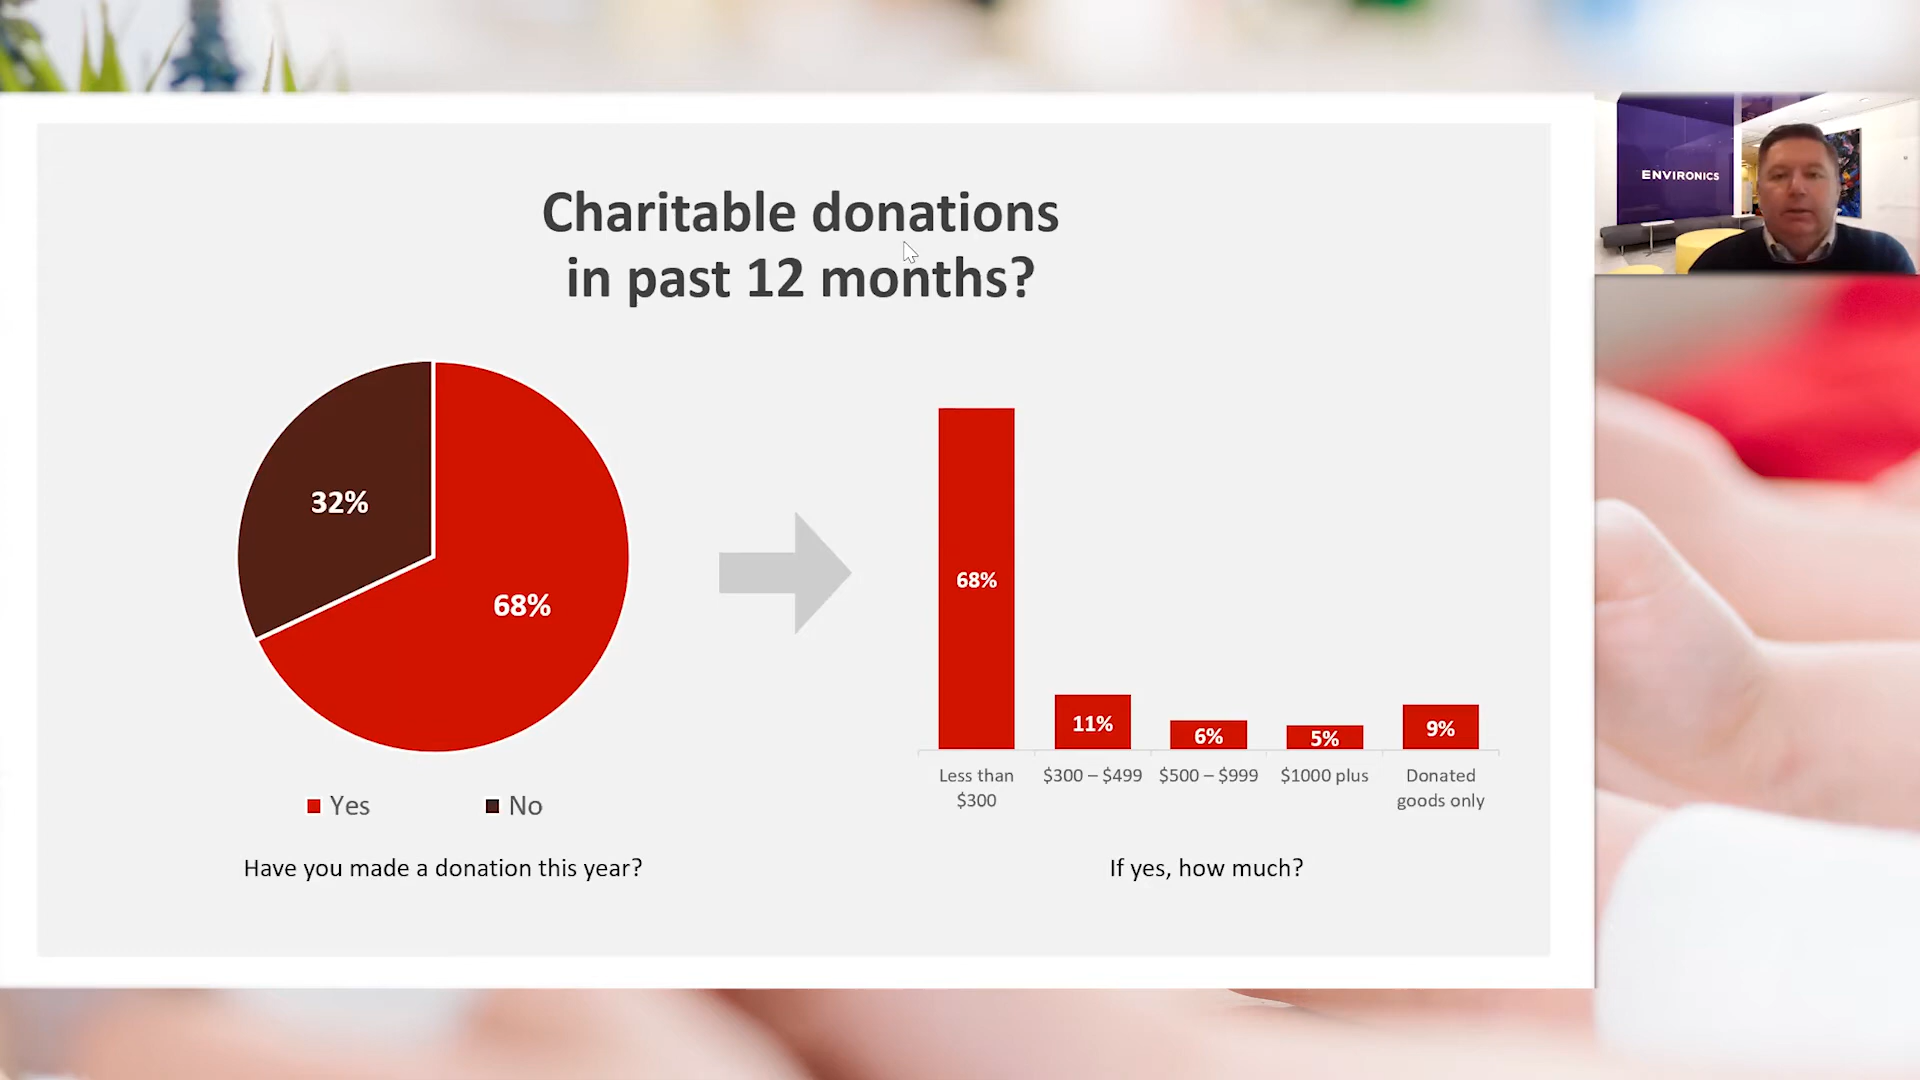 Charitable donations
in past 12 months?
32%
68%
Yes
No
Have you made a donation this year?
68%
11%
6%
5%
9%
Less than
$300
$300 – $499
$500 – $999
$1000 plus
Donated
goods only
If yes, how much?
ENVIRONICS